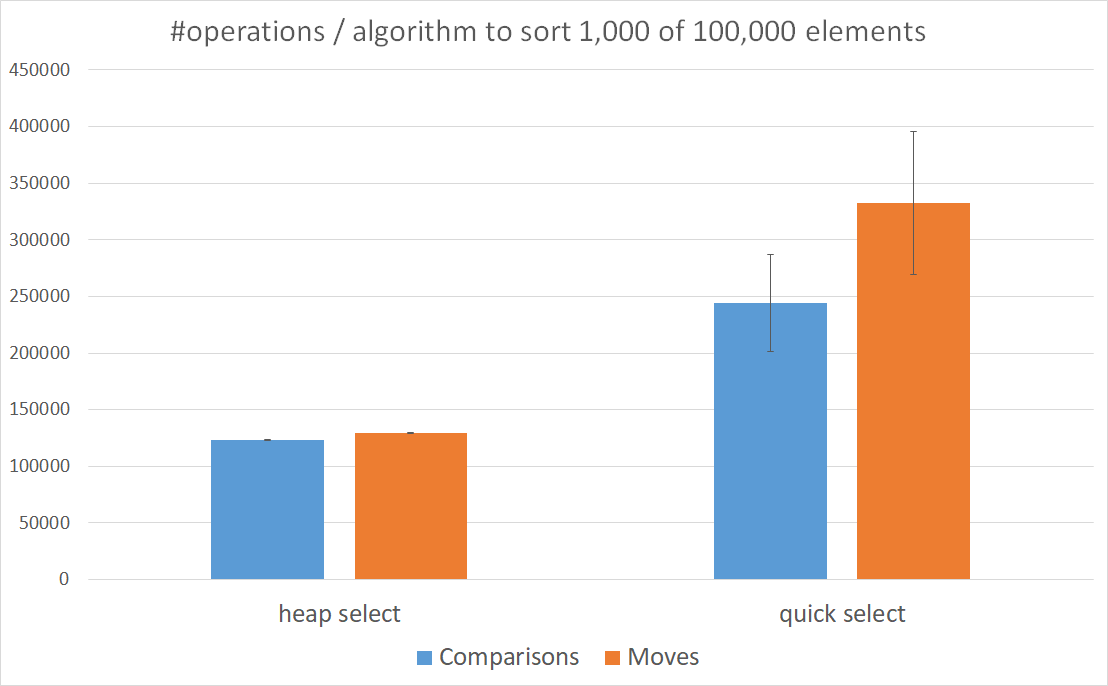 #operations / algorithm to sort 1,000 of 100,000 elements
450000
400000
350000
300000
250000
200000
150000
100000
50000
0
heap select
quick select
Comparisons
Moves